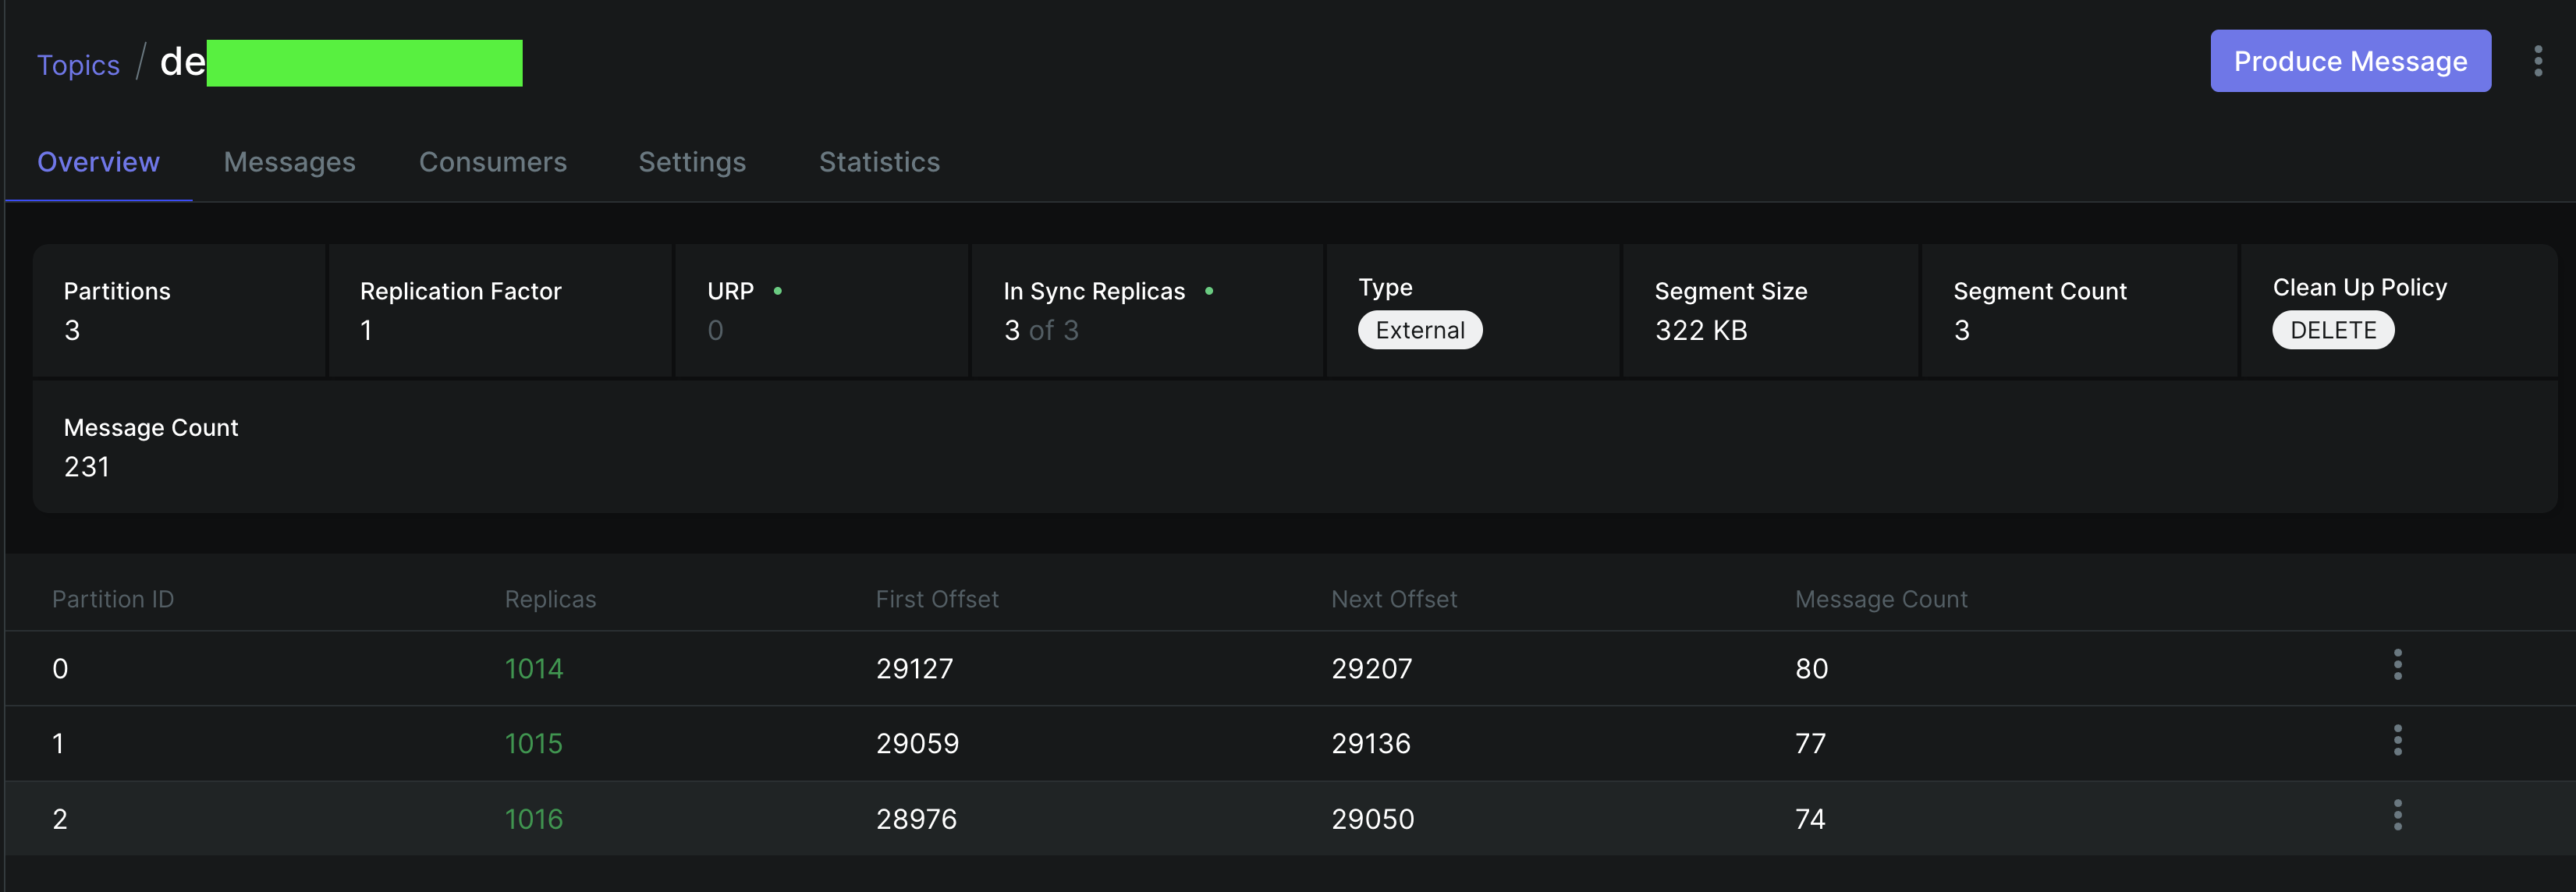 Topics / de
Produce Message
Overview Messages Consumers Settings Statistics
Partitions Replication Factor URP In Sync Replicas Type Segment Size Segment Count Clean Up Policy
3 1 0 3 of 3 External 322 KB 3 DELETE
Message Count
231
Partition ID Replicas First Offset Next Offset Message Count
0 1014 29127 29207 80
1 1015 29059 29136 77
2 1016 28976 29050 74